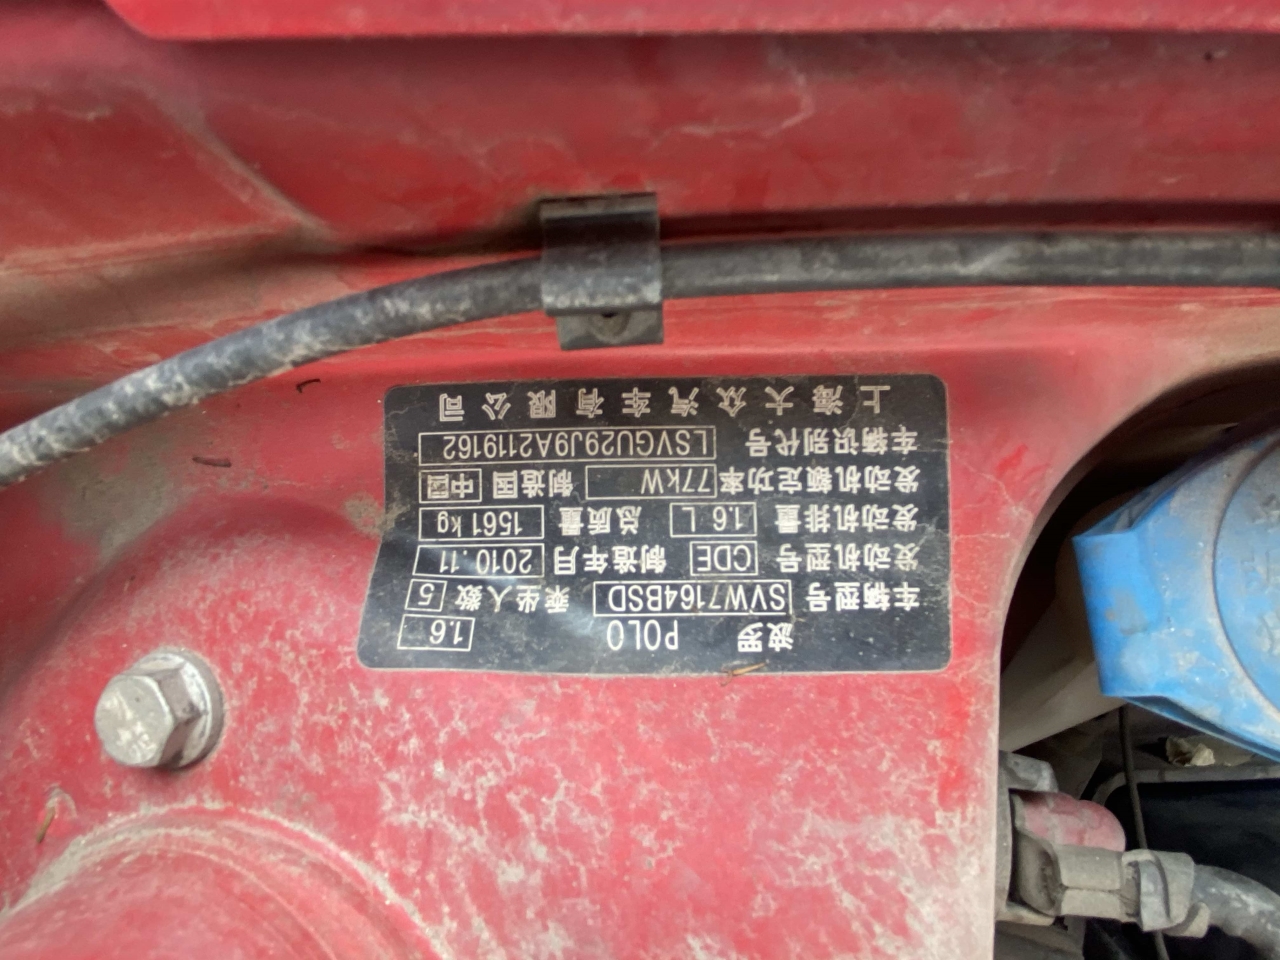 上海大众汽车有限公司
车辆识别代号 LSVGU29J9A2119162
发动机额定功率 77kW 制造国 中國
发动机排量 1.6 L 总质量 1561kg
发动机型号 CDE 制造年月 2010.11
车辆型号 SVW7164BSD 乘坐人数 5
波罗 POLO 1.6